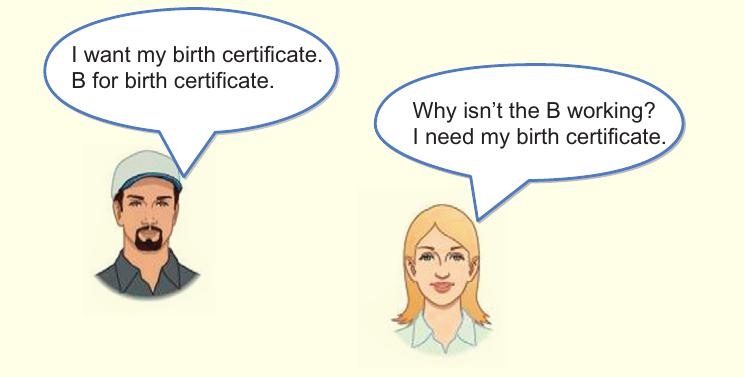 I want my birth certificate.
B for birth certificate.
Why isn’t the B working?
I need my birth certificate.